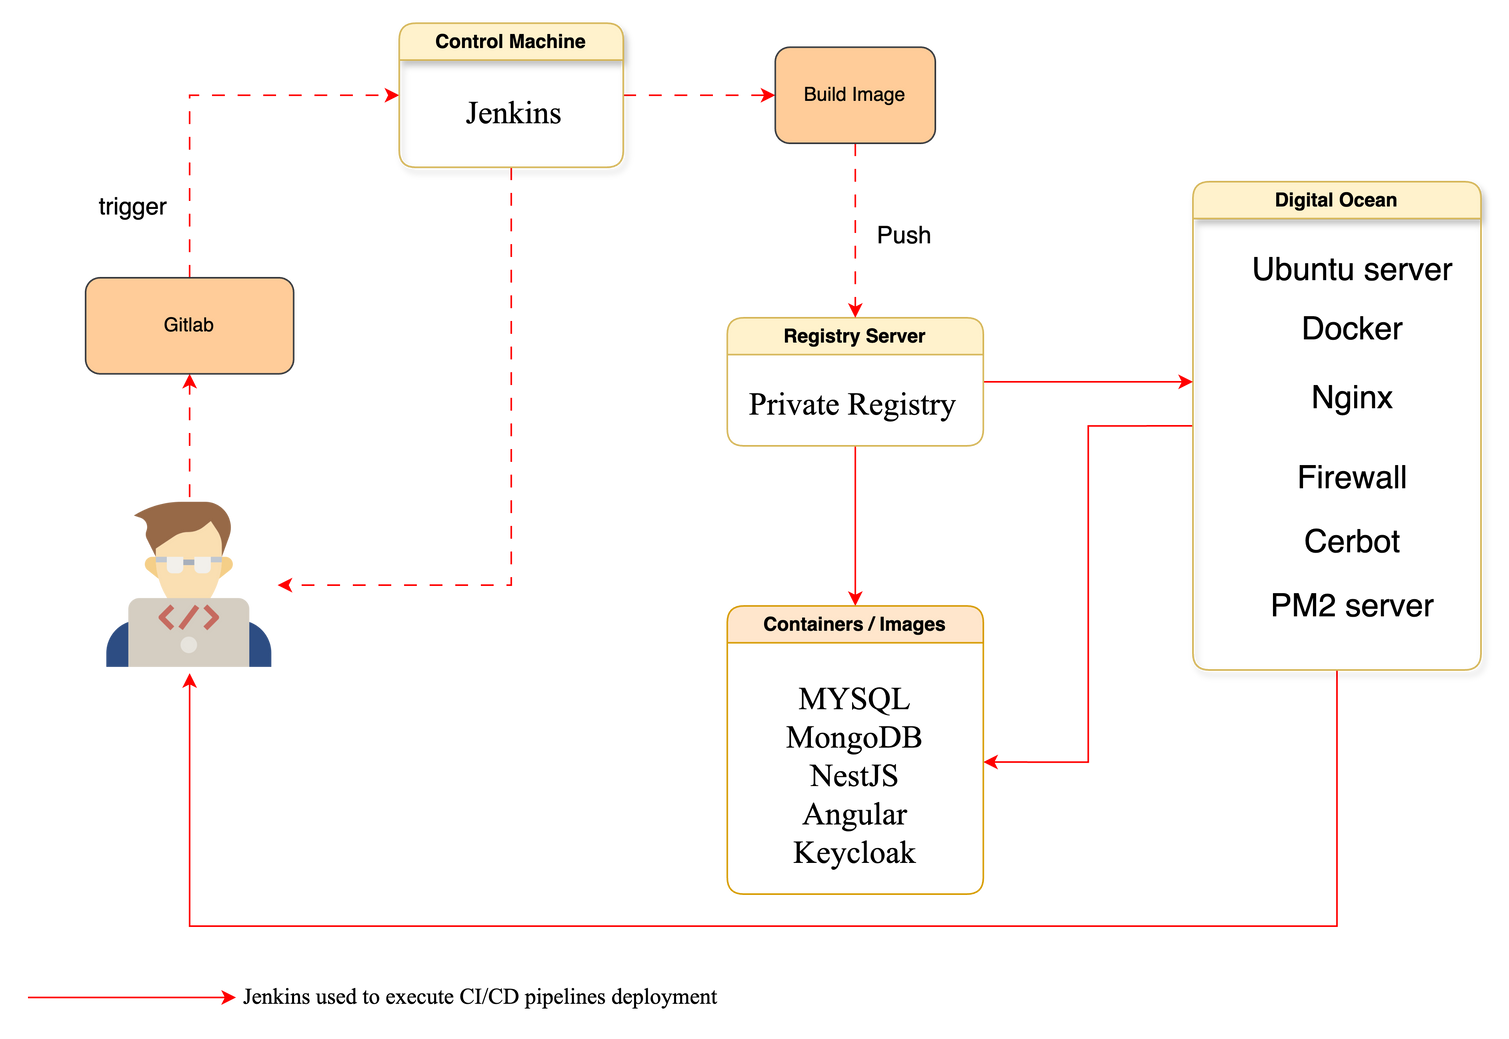 Control Machine
Jenkins
Build Image
trigger
Push
Gitlab
Registry Server
Private Registry
Digital Ocean
Ubuntu server
Docker
Nginx
Firewall
Cerbot
PM2 server
</>
Containers / Images
MYSQL
MongoDB
NestJS
Angular
Keycloak
Jenkins used to execute CI/CD pipelines deployment